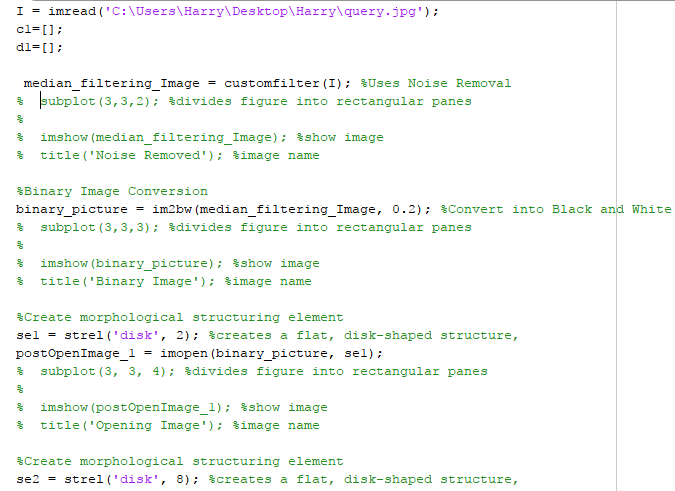 I = imread('C:\Users\Harry\Desktop\Harry\query.jpg');
cl=[];
dl=[];
median_filtering_Image = customfilter(I); %Uses Noise Removal
%  subplot(3,3,2); %divides figure into rectangular panes
%
%  imshow(median_filtering_Image); %show image
%  title('Noise Removed'); %image name
%Binary Image Conversion
binary_picture = im2bw(median_filtering_Image, 0.2); %Convert into Black and White
%  subplot(3,3,3); %divides figure into rectangular panes
%
%  imshow(binary_picture); %show image
%  title('Binary Image'); %image name
%Create morphological structuring element
se1 = strel('disk', 2); %creates a flat, disk-shaped structure,
postOpenImage_1 = imopen(binary_picture, se1);
%  subplot(3, 3, 4); %divides figure into rectangular panes
%
%  imshow(postOpenImage_1); %show image
%  title('Opening Image'); %image name
%Create morphological structuring element
se2 = strel('disk', 8); %creates a flat, disk-shaped structure,